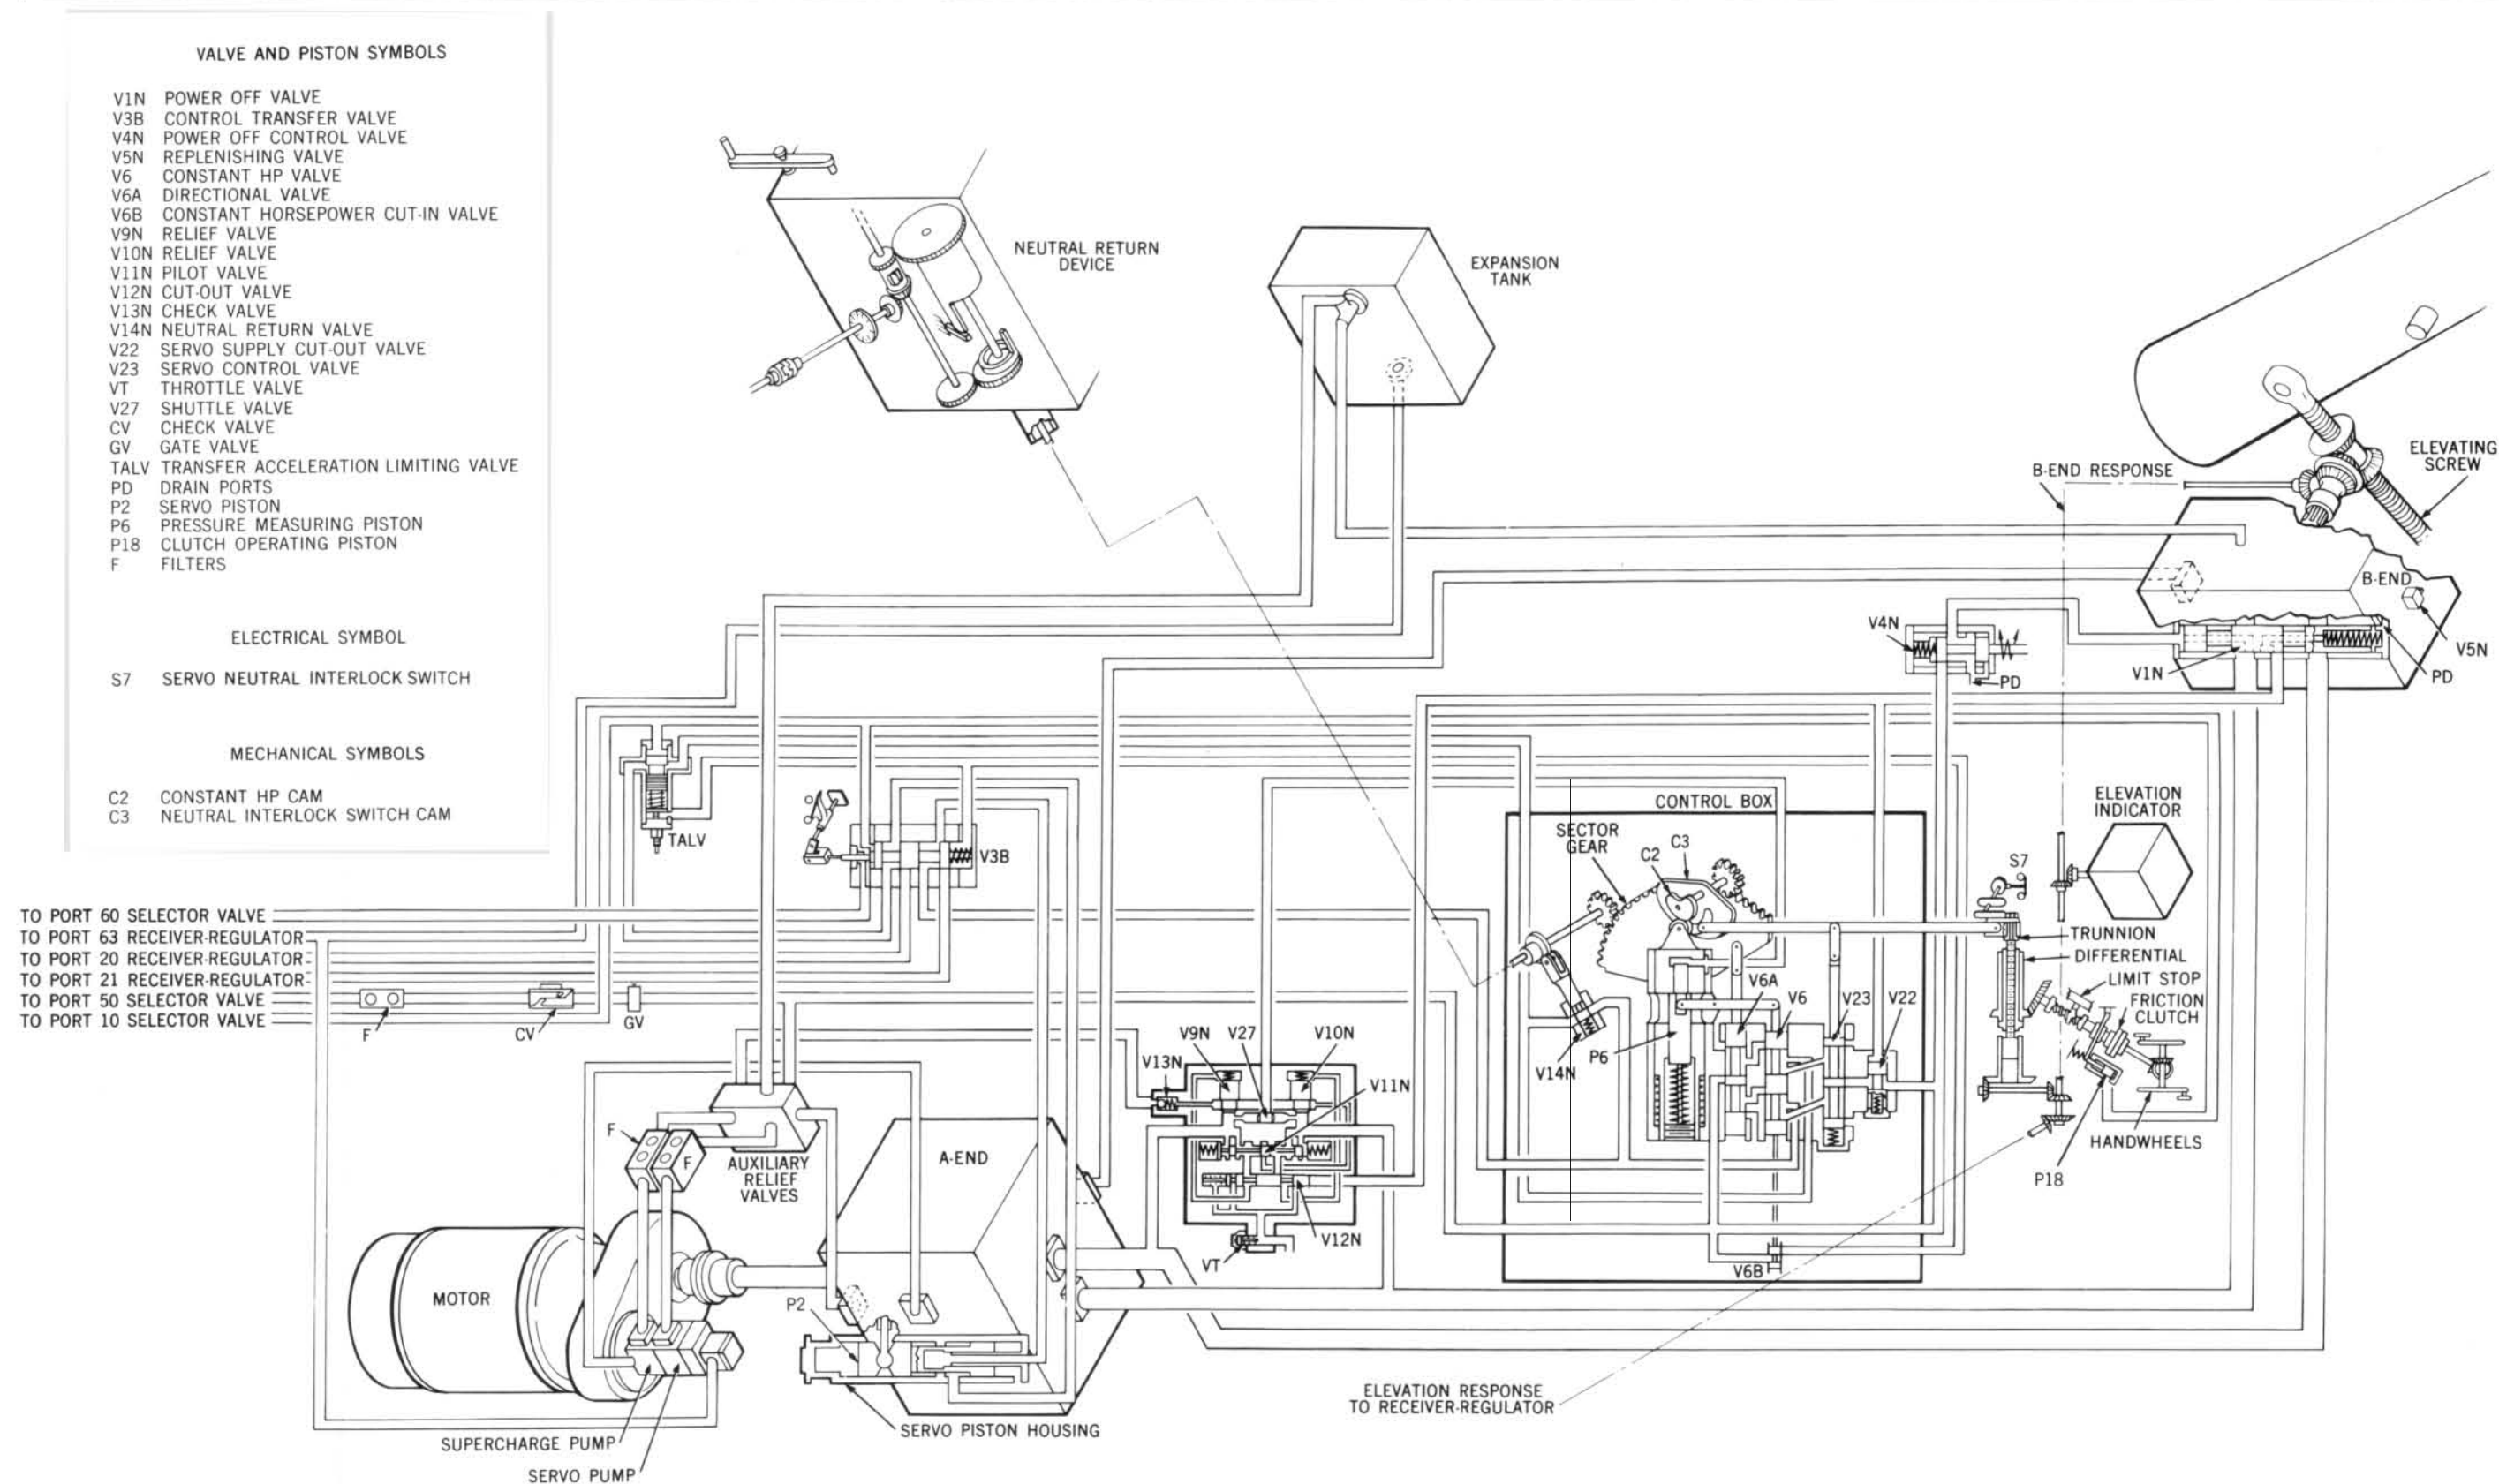 VALVE AND PISTON SYMBOLS
V1N POWER OFF VALVE
V3B CONTROL TRANSFER VALVE
V4N POWER OFF CONTROL VALVE
V5N REPLENISHING VALVE
V6 CONSTANT HP VALVE
V6A DIRECTIONAL VALVE
V6B CONSTANT HORSEPOWER CUT-IN VALVE
V9N RELIEF VALVE
V10N RELIEF VALVE
V11N PILOT VALVE
V12N CUT-OUT VALVE
V13N CHECK VALVE
V14N NEUTRAL RETURN VALVE
V22 SERVO SUPPLY CUT-OUT VALVE
V23 SERVO CONTROL VALVE
VT THROTTLE VALVE
V27 SHUTTLE VALVE
CV CHECK VALVE
GV GATE VALVE
TALV TRANSFER ACCELERATION LIMITING VALVE
PD DRAIN PORTS
P2 SERVO PISTON
P6 PRESSURE MEASURING PISTON
P18 CLUTCH OPERATING PISTON
F FILTERS
ELECTRICAL SYMBOL
S7 SERVO NEUTRAL INTERLOCK SWITCH
MECHANICAL SYMBOLS
C2 CONSTANT HP CAM
C3 NEUTRAL INTERLOCK SWITCH CAM
NEUTRAL RETURN
DEVICE
EXPANSION
TANK
ELEVATING
SCREW
B-END RESPONSE
B-END
V4N
V5N
V1N
PD
PD
TALV
V3B
CONTROL BOX
SECTOR
GEAR
C2
C3
ELEVATION
INDICATOR
S7
TRUNNION
DIFFERENTIAL
LIMIT STOP
FRICTION
CLUTCH
HANDWHEELS
P18
V6A
V6
V23
V22
V14N
P6
V6B
TO PORT 60 SELECTOR VALVE
TO PORT 63 RECEIVER-REGULATOR
TO PORT 20 RECEIVER-REGULATOR
TO PORT 21 RECEIVER-REGULATOR
TO PORT 50 SELECTOR VALVE
TO PORT 10 SELECTOR VALVE
F
CV
GV
V9N
V27
V10N
V13N
V11N
V12N
VT
F
F
AUXILIARY
RELIEF
VALVES
A-END
MOTOR
P2
SERVO PISTON HOUSING
SUPERCHARGE PUMP
SERVO PUMP
ELEVATION RESPONSE
TO RECEIVER-REGULATOR